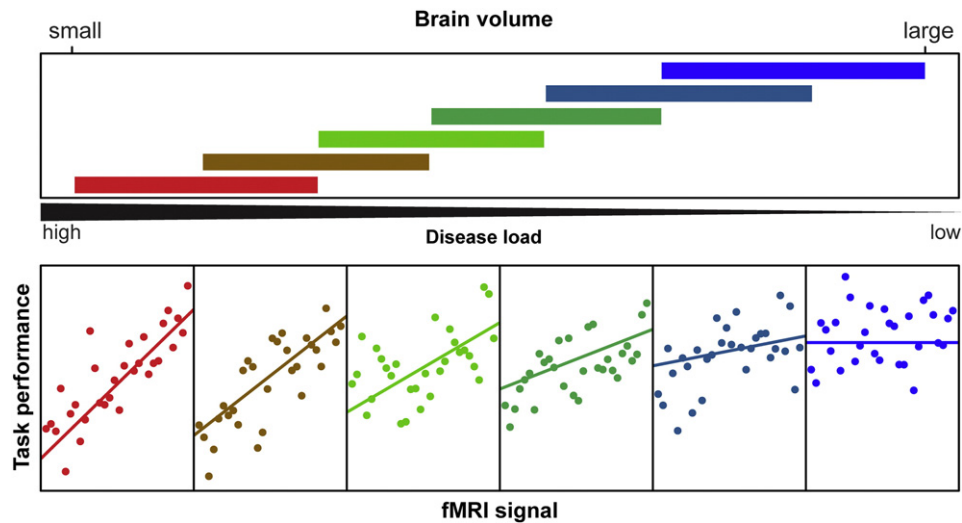 Brain volume
small large
high low
Disease load
Task performance
fMRI signal